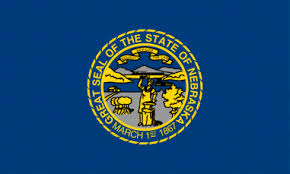 GREAT SEAL OF THE STATE OF NEBRASKA
MARCH 1ST 1867